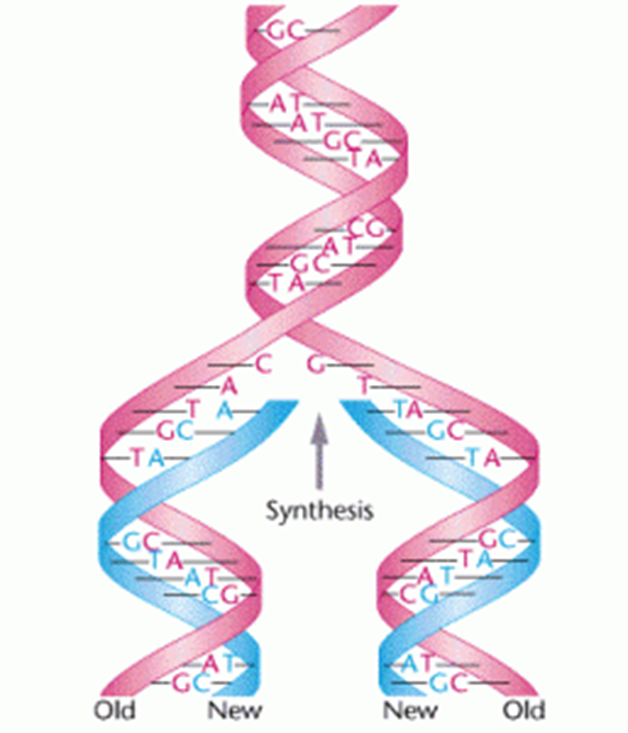 GC
AT
AT
GC
TA
CG
AT
GC
TA
C G
A T
T A TA
GC GC
TA TA
Synthesis
GC GC
TA TA
AT AT
CG CG
AT AT
GC GC
Old New New Old